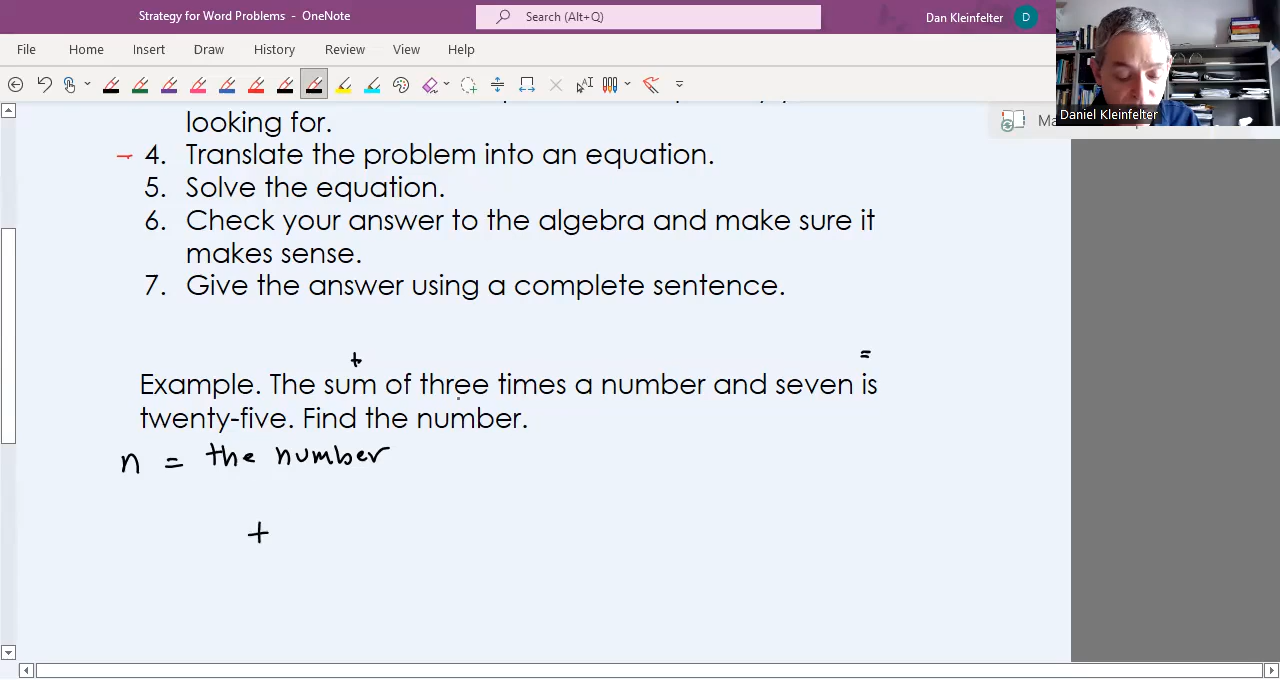 Strategy for Word Problems - OneNote
Search (Alt+Q)
Dan Kleinfelter
D
File Home Insert Draw History Review View Help
Daniel Kleinfelter
looking for.
4. Translate the problem into an equation.
5. Solve the equation.
6. Check your answer to the algebra and make sure it
makes sense.
7. Give the answer using a complete sentence.
+ =
Example. The sum of three times a number and seven is
twenty-five. Find the number.
n = the number
+